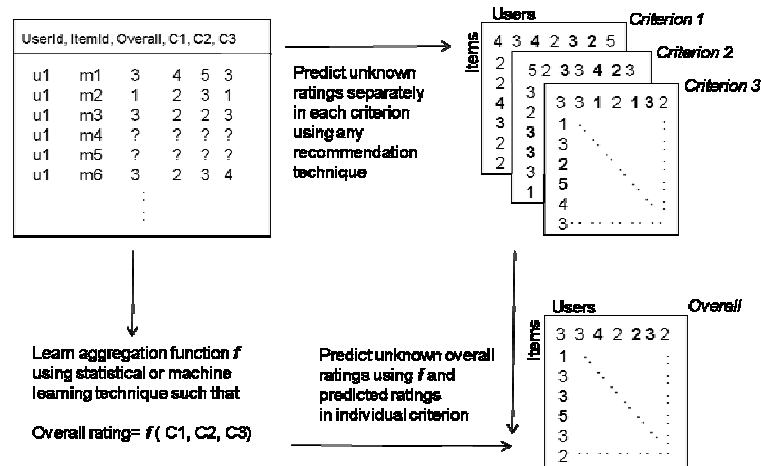 UserId, ItemId, Overall, C1, C2, C3
u1 m1 3 4 5 3
u1 m2 1 2 3 1
u1 m3 3 2 2 3
u1 m4 ? ? ? ?
u1 m5 ? ? ? ?
u1 m6 3 2 3 4
Predict unknown
ratings separately
in each criterion
using any
recommendation
technique
Users
Items
Criterion 1
4 3 4 2 3 2 5
2
2
4
3
2
2
Criterion 2
5 2 3 3 4 2 3
3
2
3
3
3
1
Criterion 3
3 3 1 2 1 3 2
1
3
2
5
4
3
Learn aggregation function f
using statistical or machine
learning technique such that
Overall rating= f ( C1, C2, C3)
Predict unknown overall
ratings using f and
predicted ratings
in individual criterion
Users
Overall
Items
3 3 4 2 2 3 2
1
3
3
5
3
2